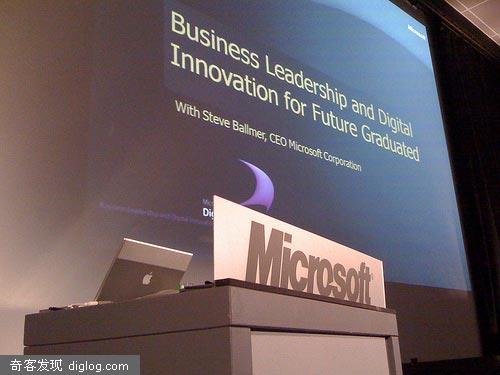 Microsoft
Business Leadership and Digital
Innovation for Future Graduated
With Steve Ballmer, CEO Microsoft Corporation
Microsoft
奇客发现 diglog.com